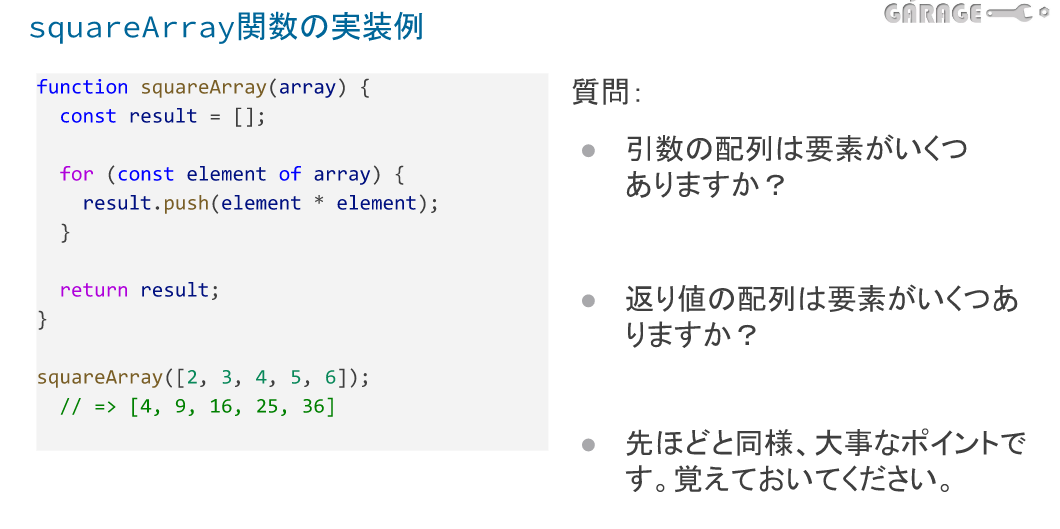 squareArray関数の実装例
GARAGE
function squareArray(array) {
  const result = [];
  for (const element of array) {
    result.push(element * element);
  }
  return result;
}
squareArray([2, 3, 4, 5, 6]);
  // => [4, 9, 16, 25, 36]
質問:
● 引数の配列は要素がいくつ
ありますか？
● 返り値の配列は要素がいくつあ
りますか？
● 先ほどと同様、大事なポイントで
す。覚えておいてください。